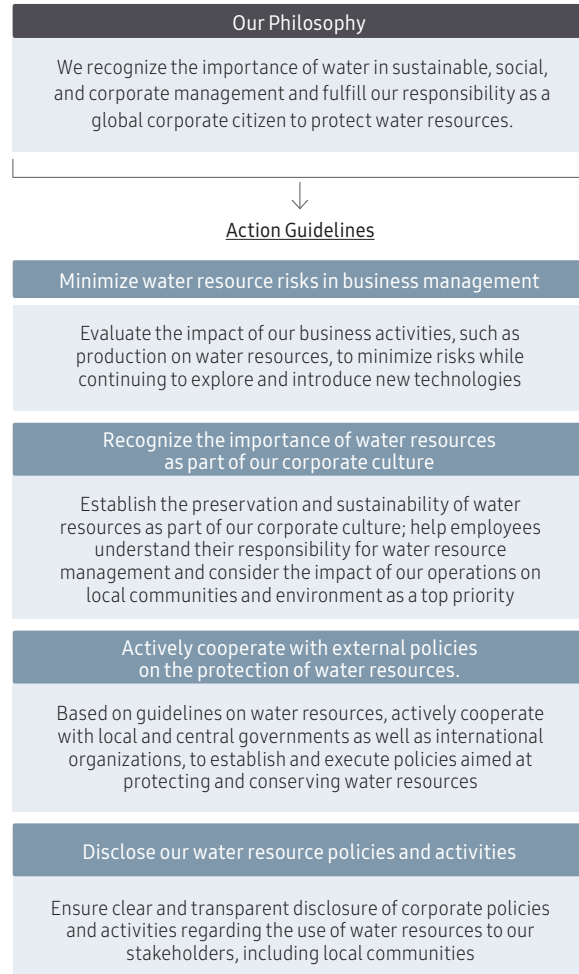 Our Philosophy
We recognize the importance of water in sustainable, social,
and corporate management and fulfill our responsibility as a
global corporate citizen to protect water resources.
Action Guidelines
Minimize water resource risks in business management
Evaluate the impact of our business activities, such as
production on water resources, to minimize risks while
continuing to explore and introduce new technologies
Recognize the importance of water resources
as part of our corporate culture
Establish the preservation and sustainability of water
resources as part of our corporate culture; help employees
understand their responsibility for water resource
management and consider the impact of our operations on
local communities and environment as a top priority
Actively cooperate with external policies
on the protection of water resources.
Based on guidelines on water resources, actively cooperate
with local and central governments as well as international
organizations, to establish and execute policies aimed at
protecting and conserving water resources
Disclose our water resource policies and activities
Ensure clear and transparent disclosure of corporate policies
and activities regarding the use of water resources to our
stakeholders, including local communities